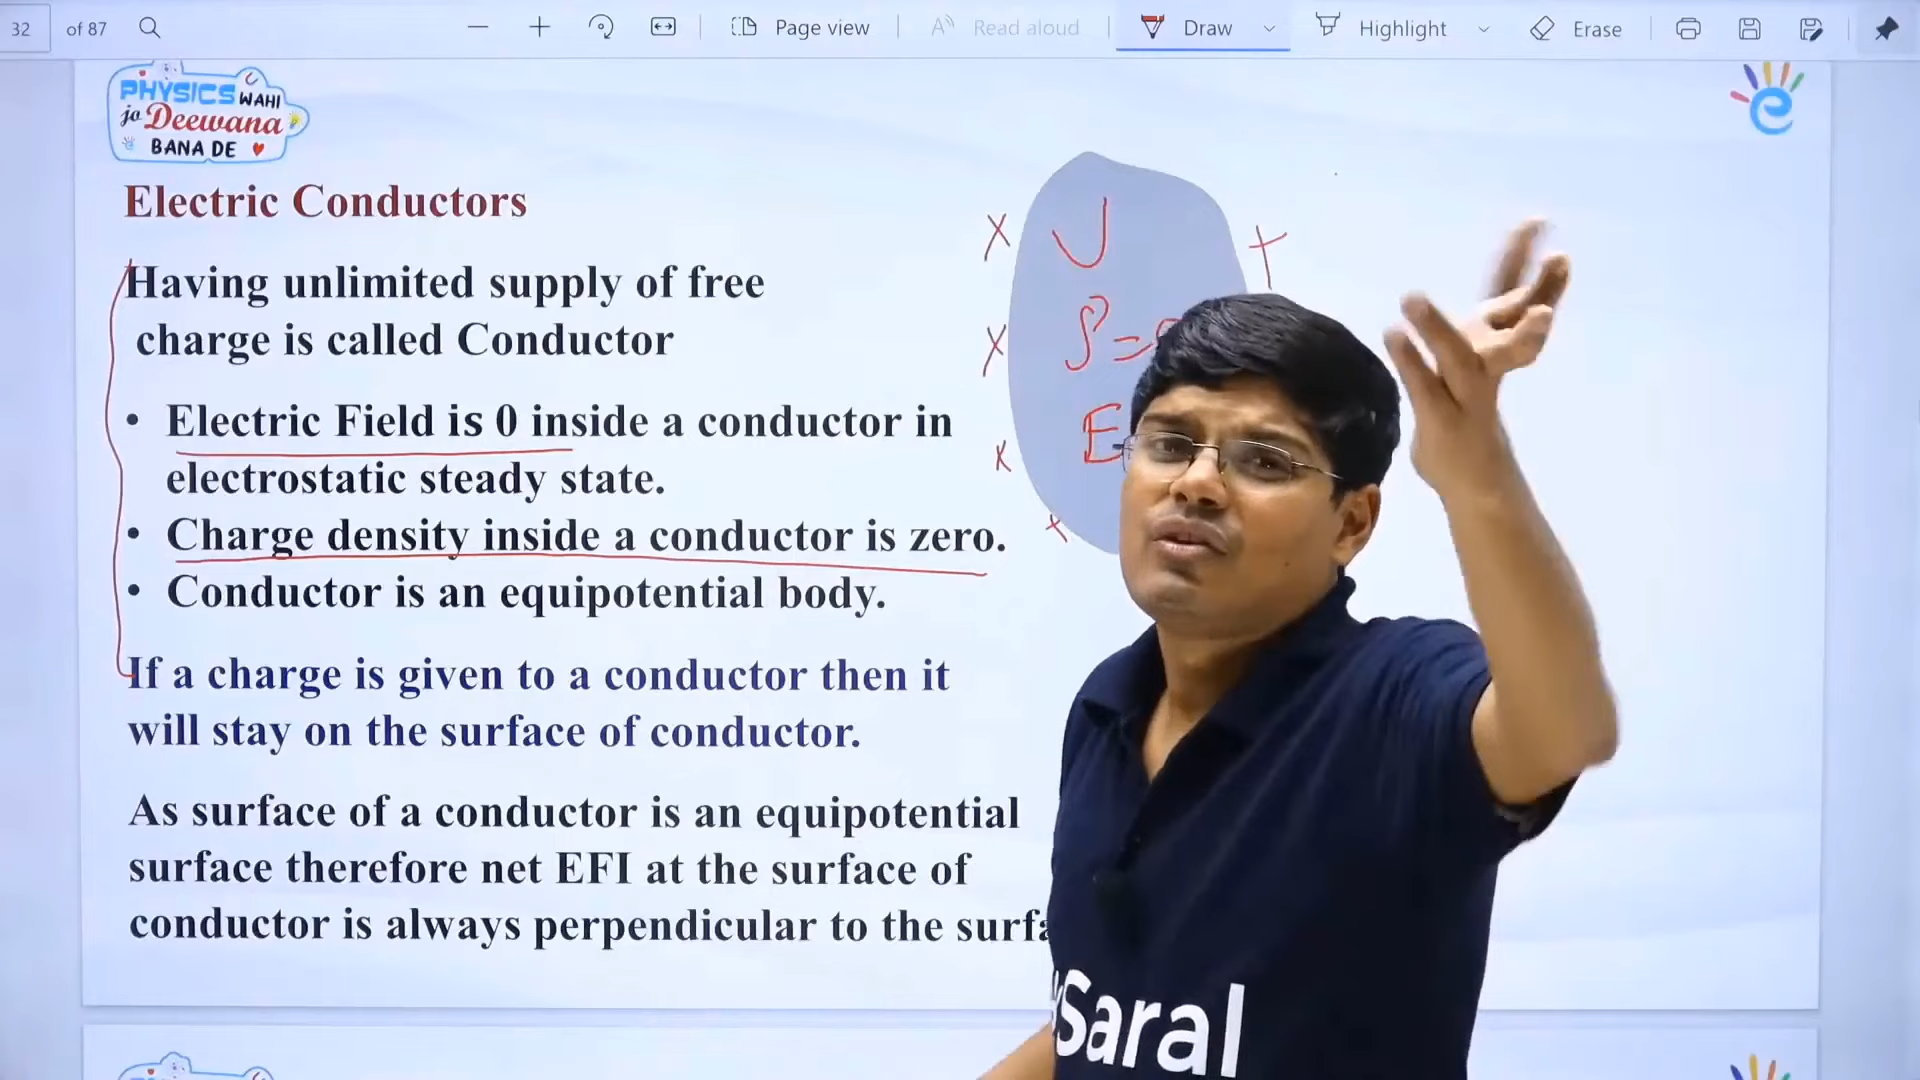 32 of 87 Page view Read aloud Draw Highlight Erase
PHYSICS WAHI
jo Deewana
BANA DE
e
Electric Conductors
Having unlimited supply of free
charge is called Conductor
• Electric Field is 0 inside a conductor in
electrostatic steady state.
• Charge density inside a conductor is zero.
• Conductor is an equipotential body.
If a charge is given to a conductor then it
will stay on the surface of conductor.
As surface of a conductor is an equipotential
surface therefore net EFI at the surface of
conductor is always perpendicular to the surfa
x
+
x
E
x
x
Saral